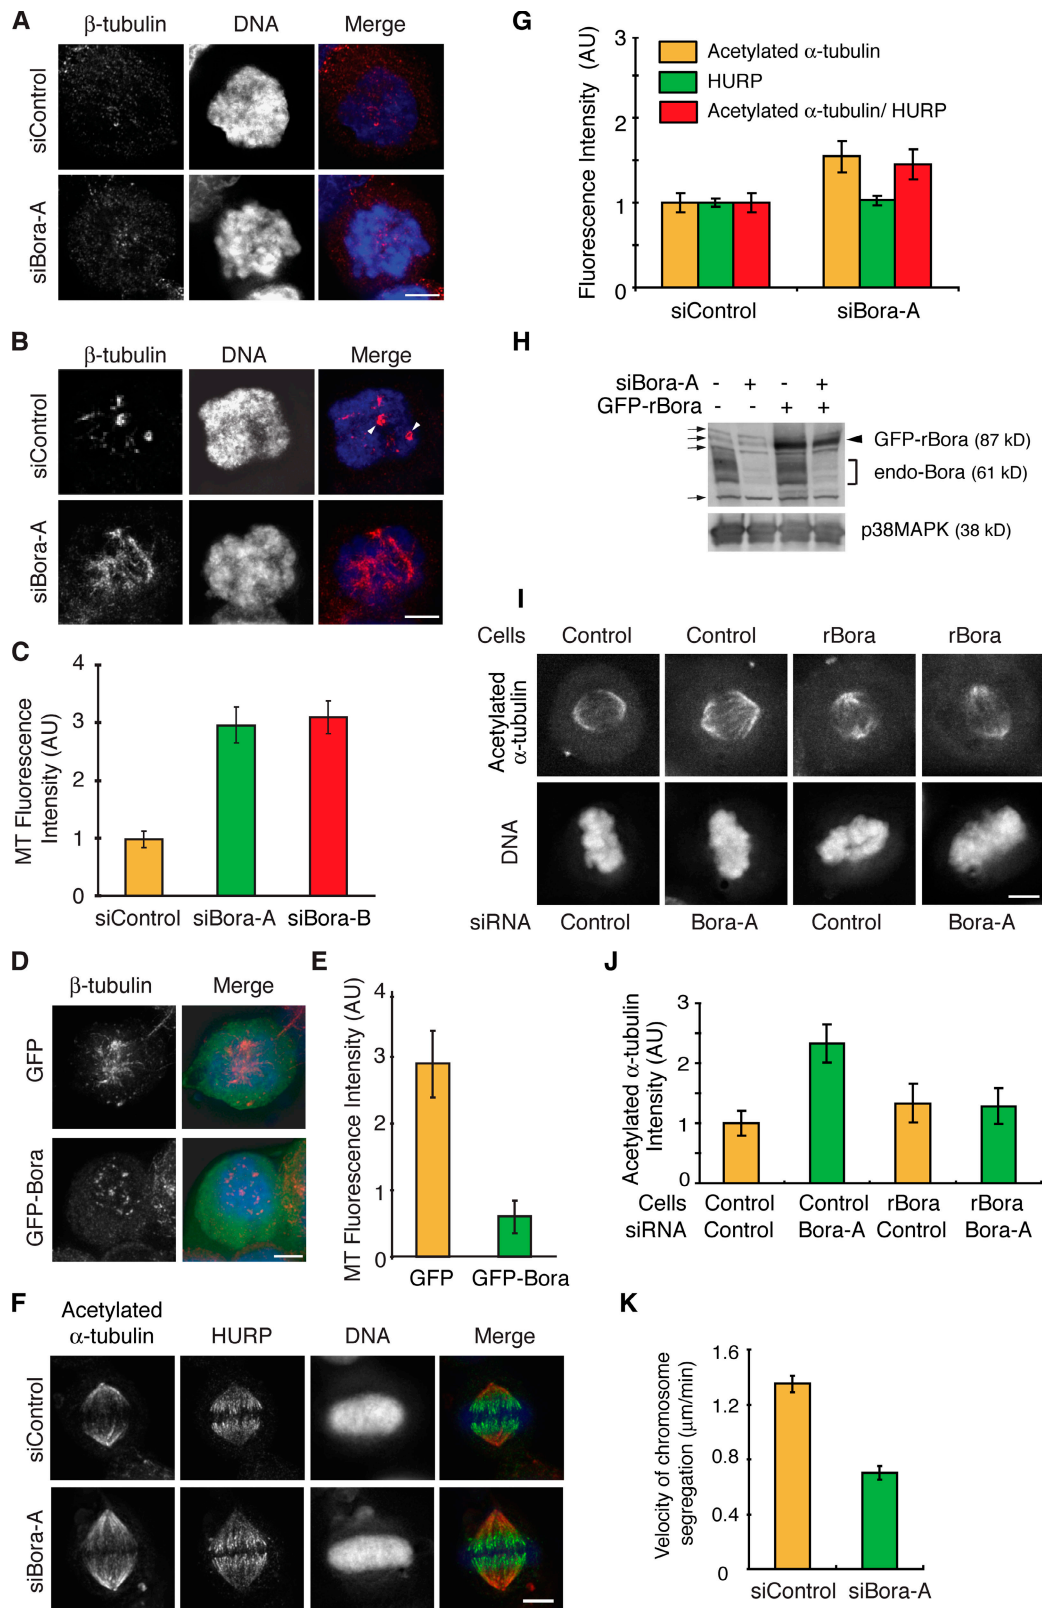 A
β-tubulin DNA Merge
siControl
siBora-A
B
β-tubulin DNA Merge
siControl
siBora-A
C
MT Fluorescence
Intensity (AU)
4
3
2
1
0
siControl siBora-A siBora-B
D
β-tubulin Merge
GFP
GFP-Bora
E
MT Fluorescence Intensity (AU)
4
3
2
1
0
GFP GFP-Bora
F
Acetylated
α-tubulin HURP DNA Merge
siControl
siBora-A
G
Fluorescence Intensity (AU)
3
2
1
0
Acetylated α-tubulin
HURP
Acetylated α-tubulin/ HURP
siControl siBora-A
H
siBora-A - + - +
GFP-rBora - - + +
GFP-rBora (87 kD)
endo-Bora (61 kD)
p38MAPK (38 kD)
I
Cells Control Control rBora rBora
Acetylated
α-tubulin
DNA
siRNA Control Bora-A Control Bora-A
J
Acetylated α-tubulin
Intensity (AU)
3
2
1
0
Cells Control Control rBora rBora
siRNA Control Bora-A Control Bora-A
K
Velocity of chromosome
segregation (μm/min)
1.6
1.2
0.8
0.4
0
siControl siBora-A